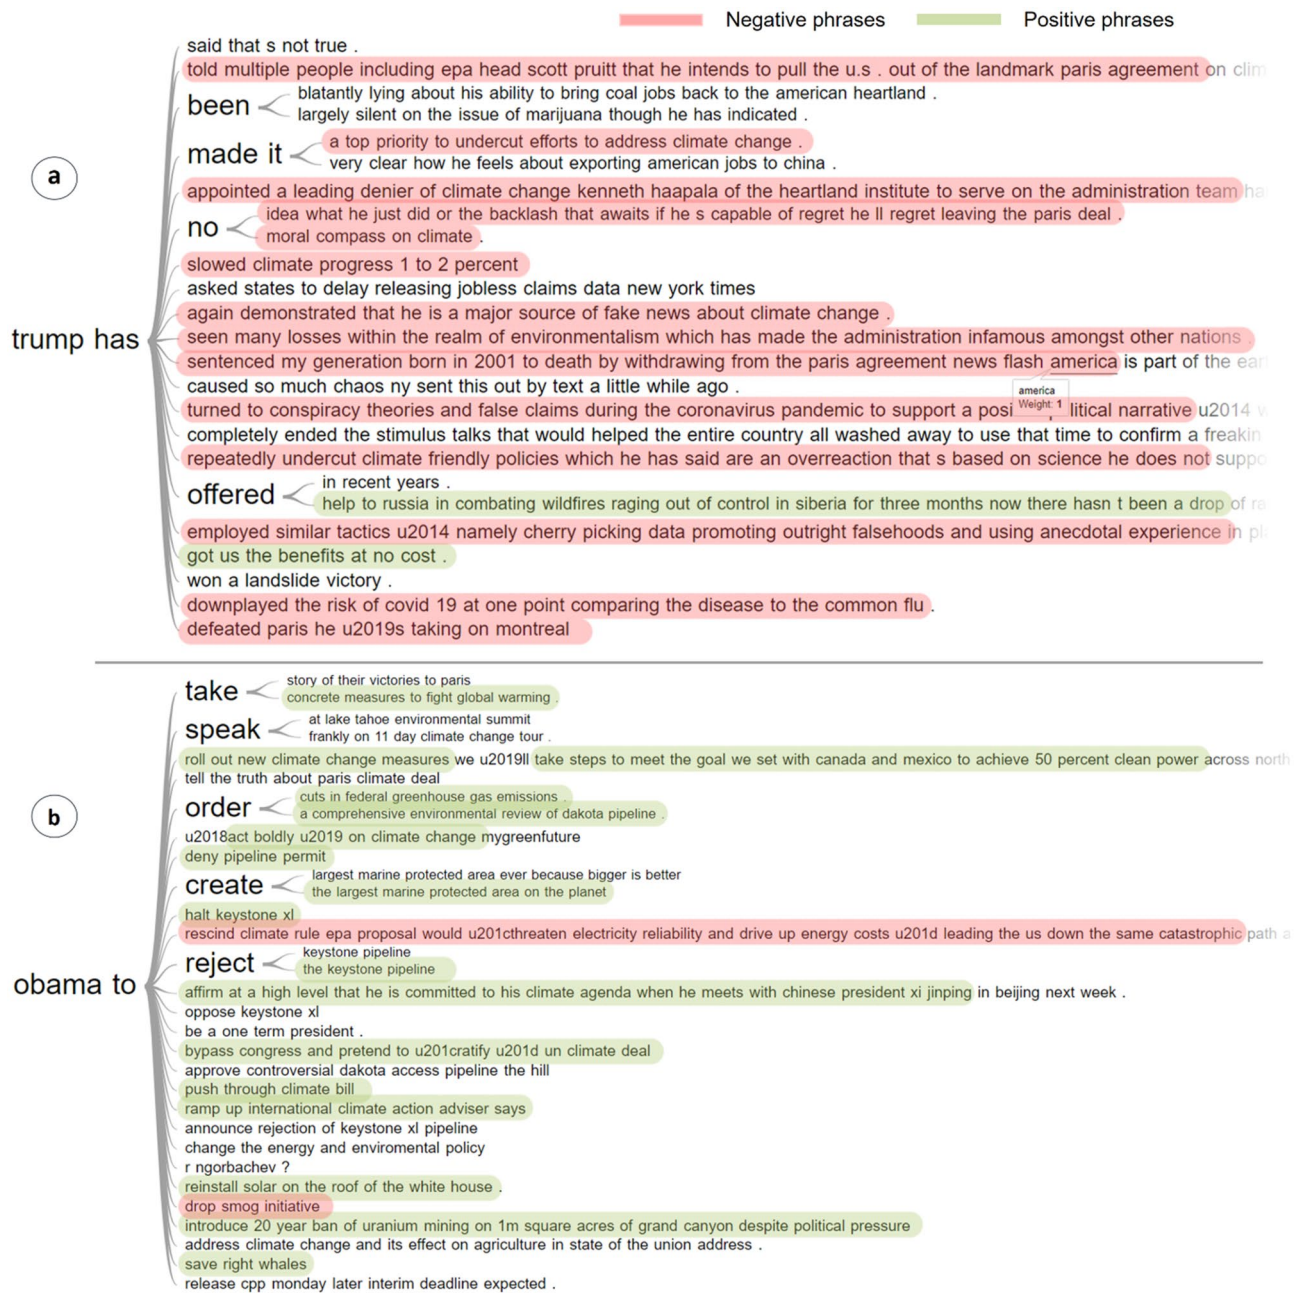 Negative phrases Positive phrases
said that s not true .
told multiple people including epa head scott pruitt that he intends to pull the u.s . out of the landmark paris agreement on clim
been
blatantly lying about his ability to bring coal jobs back to the american heartland .
largely silent on the issue of marijuana though he has indicated .
made it
a top priority to undercut efforts to address climate change .
very clear how he feels about exporting american jobs to china .
a
appointed a leading denier of climate change kenneth haapala of the heartland institute to serve on the administration team ha
no
idea what he just did or the backlash that awaits if he s capable of regret he ll regret leaving the paris deal .
moral compass on climate .
slowed climate progress 1 to 2 percent
asked states to delay releasing jobless claims data new york times
again demonstrated that he is a major source of fake news about climate change .
trump has
seen many losses within the realm of environmentalism which has made the administration infamous amongst other nations .
sentenced my generation born in 2001 to death by withdrawing from the paris agreement news flash america is part of the ear
caused so much chaos ny sent this out by text a little while ago .
america
Weight: 1
turned to conspiracy theories and false claims during the coronavirus pandemic to support a posi litical narrative u2014 w
completely ended the stimulus talks that would helped the entire country all washed away to use that time to confirm a freakin
repeatedly undercut climate friendly policies which he has said are an overreaction that s based on science he does not suppo
offered
in recent years .
help to russia in combating wildfires raging out of control in siberia for three months now there hasn t been a drop of ra
employed similar tactics u2014 namely cherry picking data promoting outright falsehoods and using anecdotal experience in pl
got us the benefits at no cost .
won a landslide victory .
downplayed the risk of covid 19 at one point comparing the disease to the common flu .
defeated paris he u2019s taking on montreal
take
story of their victories to paris
concrete measures to fight global warming .
speak
at lake tahoe environmental summit
frankly on 11 day climate change tour .
roll out new climate change measures we u2019ll take steps to meet the goal we set with canada and mexico to achieve 50 percent clean power across north
tell the truth about paris climate deal
order
cuts in federal greenhouse gas emissions .
a comprehensive environmental review of dakota pipeline .
b
u2018act boldly u2019 on climate change mygreenfuture
deny pipeline permit
create
largest marine protected area ever because bigger is better
the largest marine protected area on the planet
halt keystone xl
rescind climate rule epa proposal would u201cthreaten electricity reliability and drive up energy costs u201d leading the us down the same catastrophic path a
reject
keystone pipeline
the keystone pipeline
obama to
affirm at a high level that he is committed to his climate agenda when he meets with chinese president xi jinping in beijing next week .
oppose keystone xl
be a one term president .
bypass congress and pretend to u201cratify u201d un climate deal
approve controversial dakota access pipeline the hill
push through climate bill
ramp up international climate action adviser says
announce rejection of keystone xl pipeline
change the energy and enviromental policy
r ngorbachev ?
reinstall solar on the roof of the white house .
drop smog initiative
introduce 20 year ban of uranium mining on 1m square acres of grand canyon despite political pressure
address climate change and its effect on agriculture in state of the union address .
save right whales
release cpp monday later interim deadline expected .